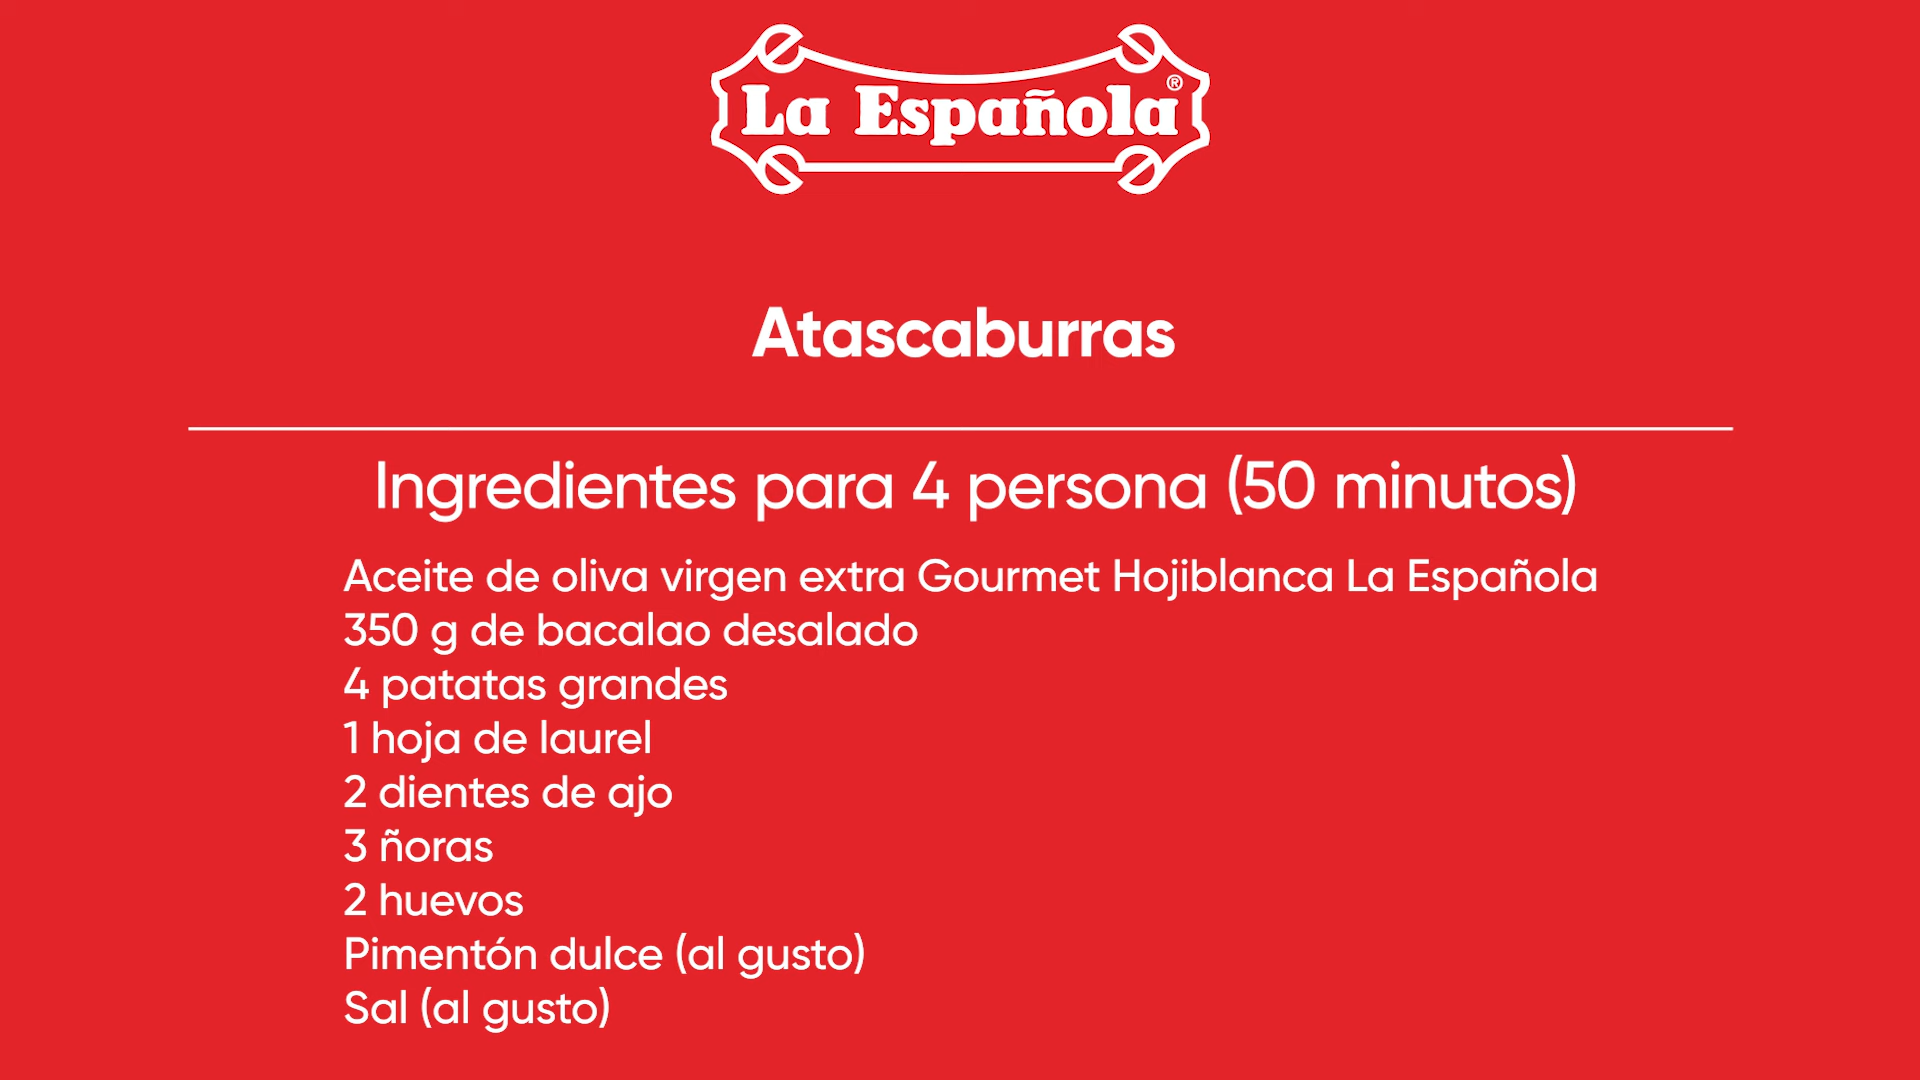 La Española®
Atascaburras
Ingredientes para 4 persona (50 minutos)
Aceite de oliva virgen extra Gourmet Hojiblanca La Española
350 g de bacalao desalado
4 patatas grandes
1 hoja de laurel
2 dientes de ajo
3 ñoras
2 huevos
Pimentón dulce (al gusto)
Sal (al gusto)